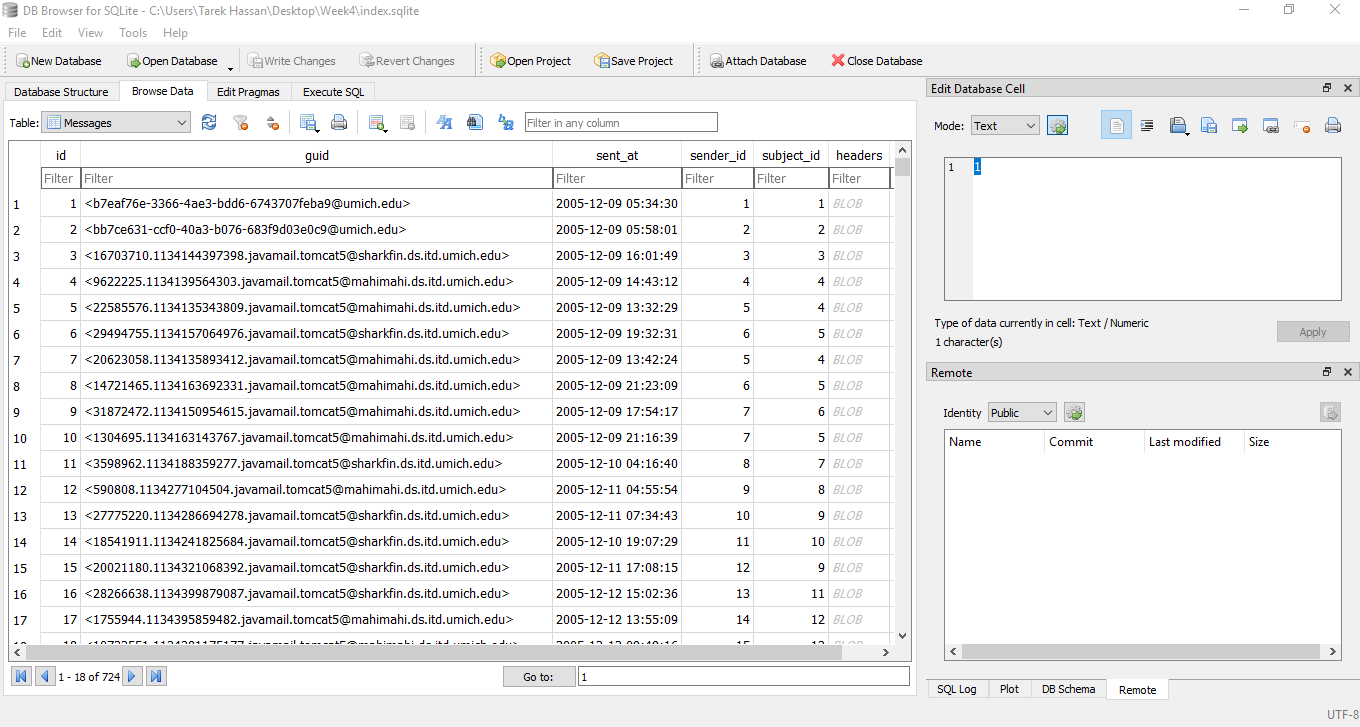 DB Browser for SQLite - C:\Users\Tarek Hassan\Desktop\Week4\index.sqlite
File Edit View Tools Help
New Database Open Database Write Changes Revert Changes Open Project Save Project Attach Database Close Database
Database Structure Browse Data Edit Pragmas Execute SQL
Table: Messages Filter in any column
id guid sent_at sender_id subject_id headers
Filter Filter Filter Filter Filter Filter
1 1 <b7eaf76e-3366-4ae3-bdd6-6743707feba9@umich.edu> 2005-12-09 05:34:30 1 1 BLOB
2 2 <bb7ce631-ccf0-40a3-b076-683f9d03e0c9@umich.edu> 2005-12-09 05:58:01 2 2 BLOB
3 3 <16703710.1134144397398.javamail.tomcat5@sharkfin.ds.itd.umich.edu> 2005-12-09 16:01:49 3 3 BLOB
4 4 <9622225.1134139564303.javamail.tomcat5@mahimahi.ds.itd.umich.edu> 2005-12-09 14:43:12 4 4 BLOB
5 5 <22585576.1134135343809.javamail.tomcat5@mahimahi.ds.itd.umich.edu> 2005-12-09 13:32:29 5 4 BLOB
6 6 <29494755.1134157064976.javamail.tomcat5@sharkfin.ds.itd.umich.edu> 2005-12-09 19:32:31 6 5 BLOB
7 7 <20623058.1134135893412.javamail.tomcat5@mahimahi.ds.itd.umich.edu> 2005-12-09 13:42:24 5 4 BLOB
8 8 <14721465.1134163692331.javamail.tomcat5@mahimahi.ds.itd.umich.edu> 2005-12-09 21:23:09 6 5 BLOB
9 9 <31872472.1134150954615.javamail.tomcat5@mahimahi.ds.itd.umich.edu> 2005-12-09 17:54:17 7 6 BLOB
10 10 <1304695.1134163143767.javamail.tomcat5@mahimahi.ds.itd.umich.edu> 2005-12-09 21:16:39 7 5 BLOB
11 11 <3598962.1134188359277.javamail.tomcat5@sharkfin.ds.itd.umich.edu> 2005-12-10 04:16:40 8 7 BLOB
12 12 <590808.1134277104504.javamail.tomcat5@mahimahi.ds.itd.umich.edu> 2005-12-11 04:55:54 9 8 BLOB
13 13 <27775220.1134286694278.javamail.tomcat5@sharkfin.ds.itd.umich.edu> 2005-12-11 07:34:43 10 9 BLOB
14 14 <18541911.1134241825684.javamail.tomcat5@sharkfin.ds.itd.umich.edu> 2005-12-10 19:07:29 11 10 BLOB
15 15 <20021180.1134321068392.javamail.tomcat5@sharkfin.ds.itd.umich.edu> 2005-12-11 17:08:15 12 9 BLOB
16 16 <28266638.1134399879087.javamail.tomcat5@sharkfin.ds.itd.umich.edu> 2005-12-12 15:02:36 13 11 BLOB
17 17 <1755944.1134395859482.javamail.tomcat5@mahimahi.ds.itd.umich.edu> 2005-12-12 13:55:09 14 12 BLOB
1 - 18 of 724 Go to: 1
Edit Database Cell
Mode: Text
1 1
Type of data currently in cell: Text / Numeric
1 character(s)
Apply
Remote
Identity Public
Name Commit Last modified Size
SQL Log Plot DB Schema Remote
UTF-8